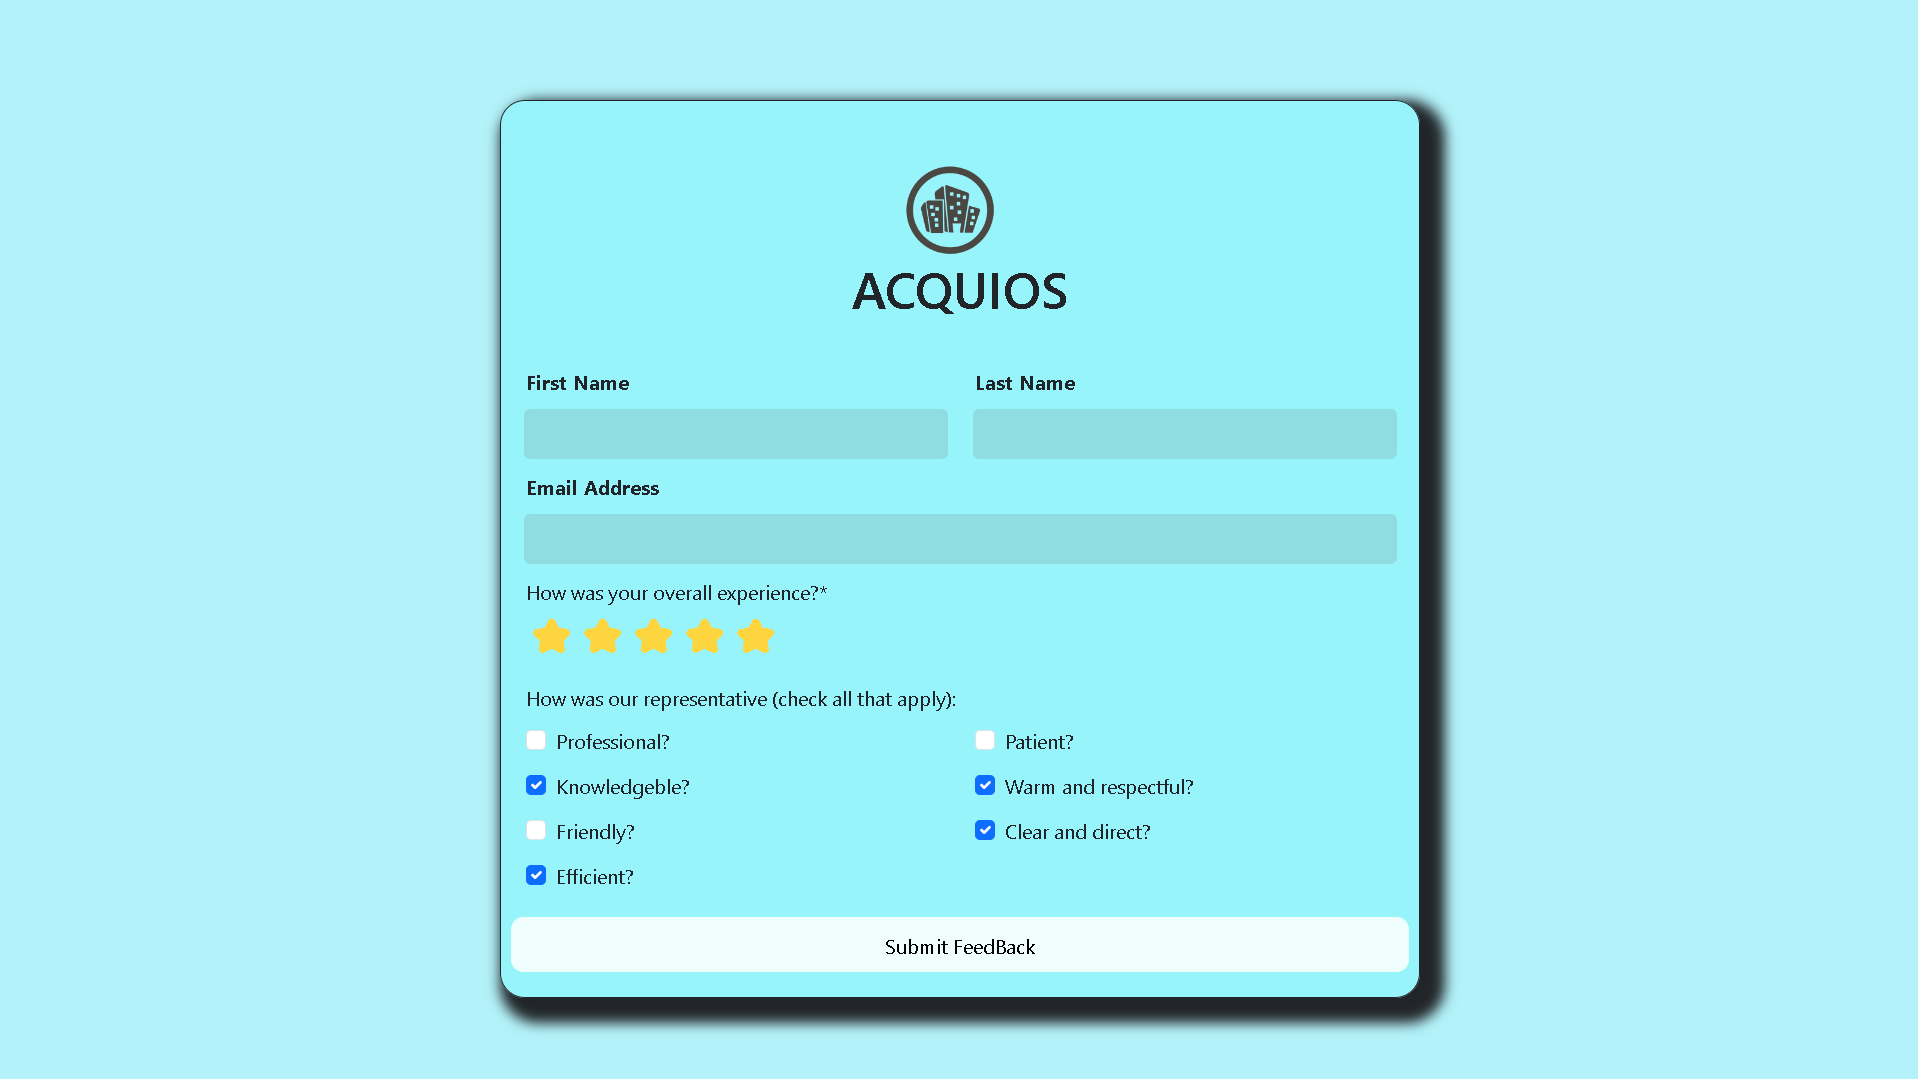 ACQUIOS
First Name
Last Name
Email Address
How was your overall experience?*
How was our representative (check all that apply):
Professional?
Patient?
Knowledgeble?
Warm and respectful?
Friendly?
Clear and direct?
Efficient?
Submit FeedBack